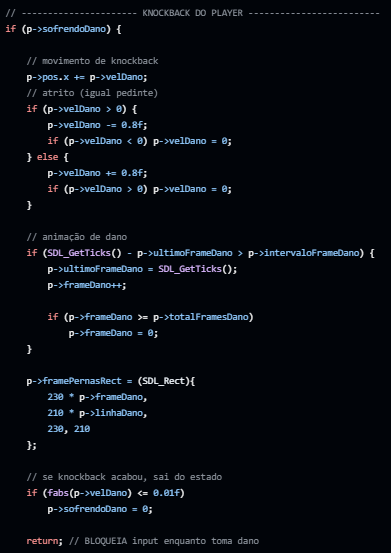 // ---------------------- KNOCKBACK DO PLAYER -------------------------
if (p->sofrendoDano) {
// movimento de knockback
p->pos.x += p->velDano;
// atrito (igual pedinte)
if (p->velDano > 0) {
p->velDano -= 0.8f;
if (p->velDano < 0) p->velDano = 0;
} else {
p->velDano += 0.8f;
if (p->velDano > 0) p->velDano = 0;
}
// animação de dano
if (SDL_GetTicks() - p->ultimoFrameDano > p->intervaloFrameDano) {
p->ultimoFrameDano = SDL_GetTicks();
p->frameDano++;
if (p->frameDano >= p->totalFramesDano)
p->frameDano = 0;
}
p->framePernasRect = (SDL_Rect){
230 * p->frameDano,
210 * p->linhaDano,
230, 210
};
// se knockback acabou, sai do estado
if (fabs(p->velDano) <= 0.01f)
p->sofrendoDano = 0;
return; // BLOQUEIA input enquanto toma dano